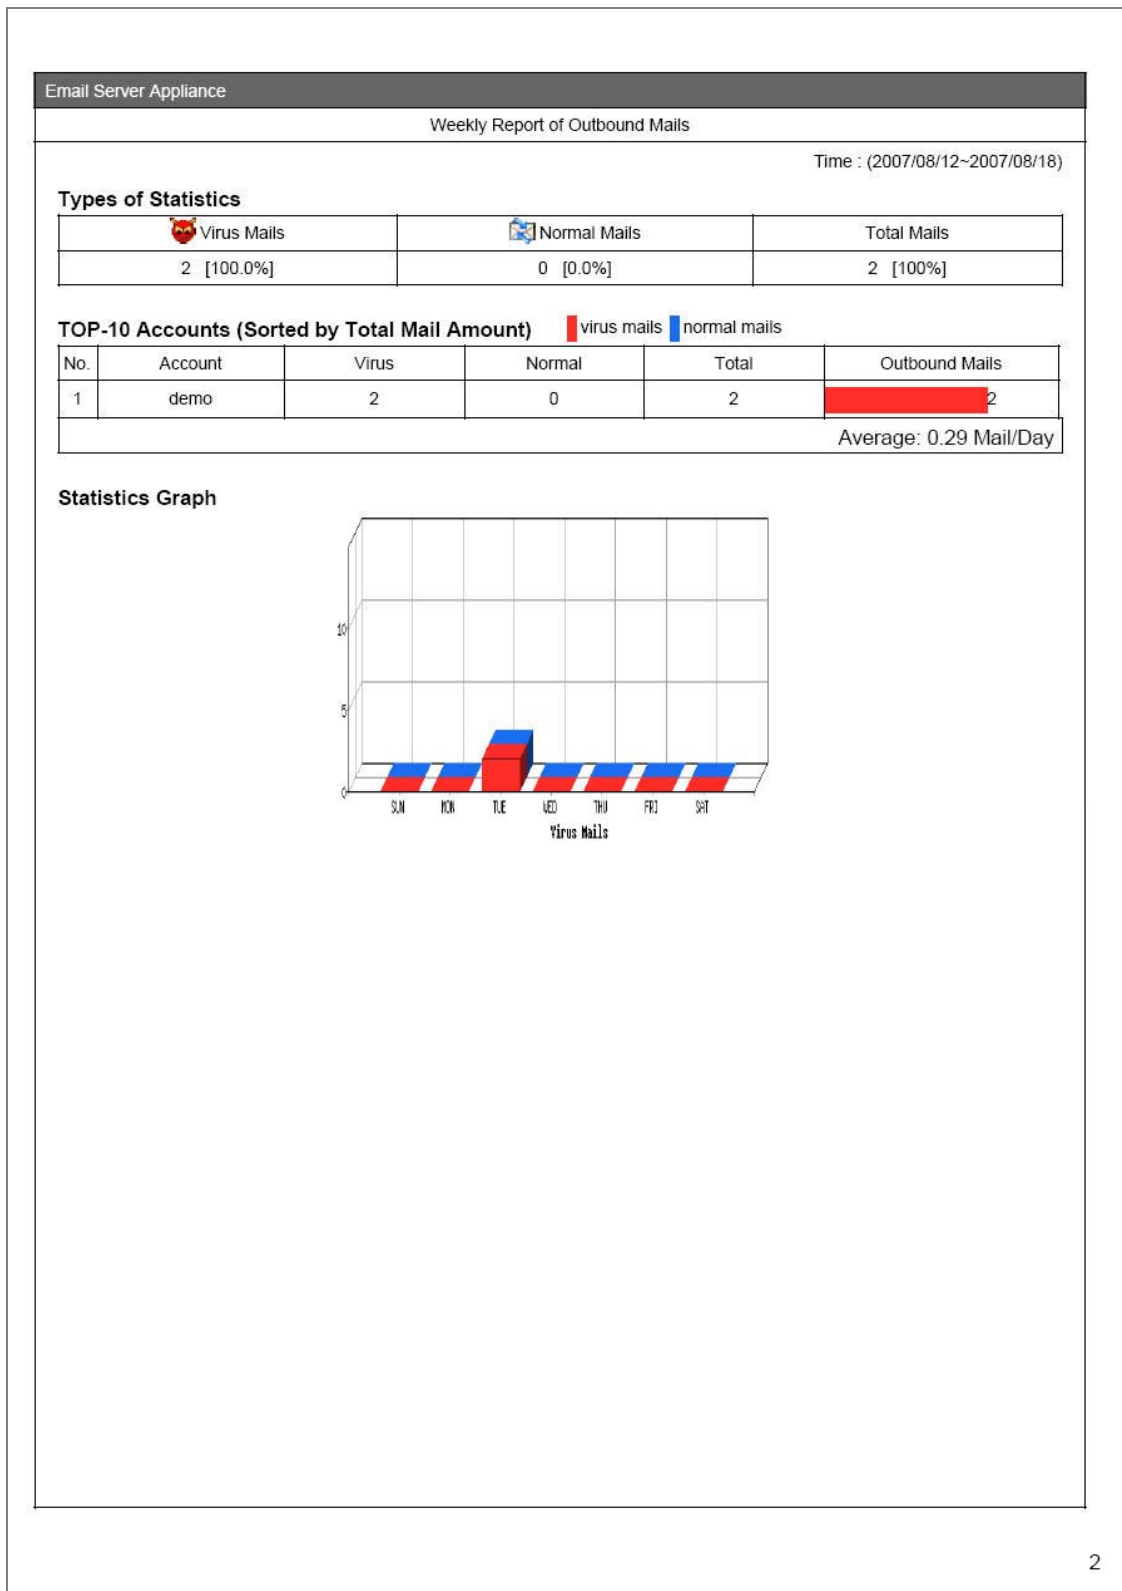 Email Server Appliance
Weekly Report of Outbound Mails
Time : (2007/08/12~2007/08/18)
Types of Statistics
Virus Mails Normal Mails Total Mails
2 [100.0%] 0 [0.0%] 2 [100%]
TOP-10 Accounts (Sorted by Total Mail Amount) virus mails normal mails
No. Account Virus Normal Total Outbound Mails
1 demo 2 0 2 2
Average: 0.29 Mail/Day
Statistics Graph
10
5
0
SUN MON TUE WED THU FRI SAT
Virus Mails
2